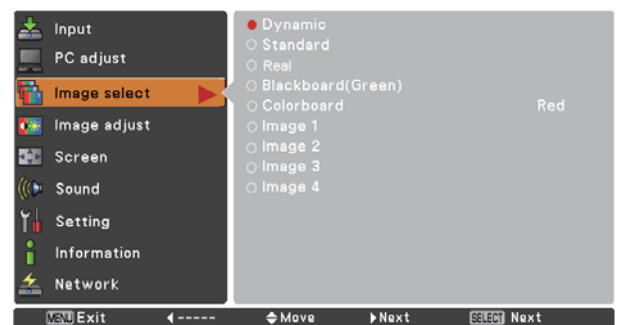 Input
PC adjust
Image select
Image adjust
Screen
Sound
Setting
Information
Network
Dynamic
Standard
Real
Blackboard(Green)
Colorboard Red
Image 1
Image 2
Image 3
Image 4
MENU Exit ----- Move Next SELECT Next